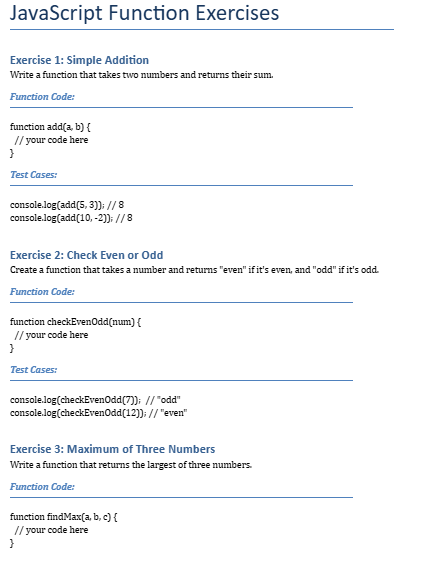 JavaScript Function Exercises
Exercise 1: Simple Addition
Write a function that takes two numbers and returns their sum.
Function Code:
function add(a, b) {
// your code here
}
Test Cases:
console.log(add(5, 3)); // 8
console.log(add(10, -2)); // 8
Exercise 2: Check Even or Odd
Create a function that takes a number and returns "even" if it's even, and "odd" if it's odd.
Function Code:
function checkEvenOdd(num) {
// your code here
}
Test Cases:
console.log(checkEvenOdd(7)); // "odd"
console.log(checkEvenOdd(12)); // "even"
Exercise 3: Maximum of Three Numbers
Write a function that returns the largest of three numbers.
Function Code:
function findMax(a, b, c) {
// your code here
}